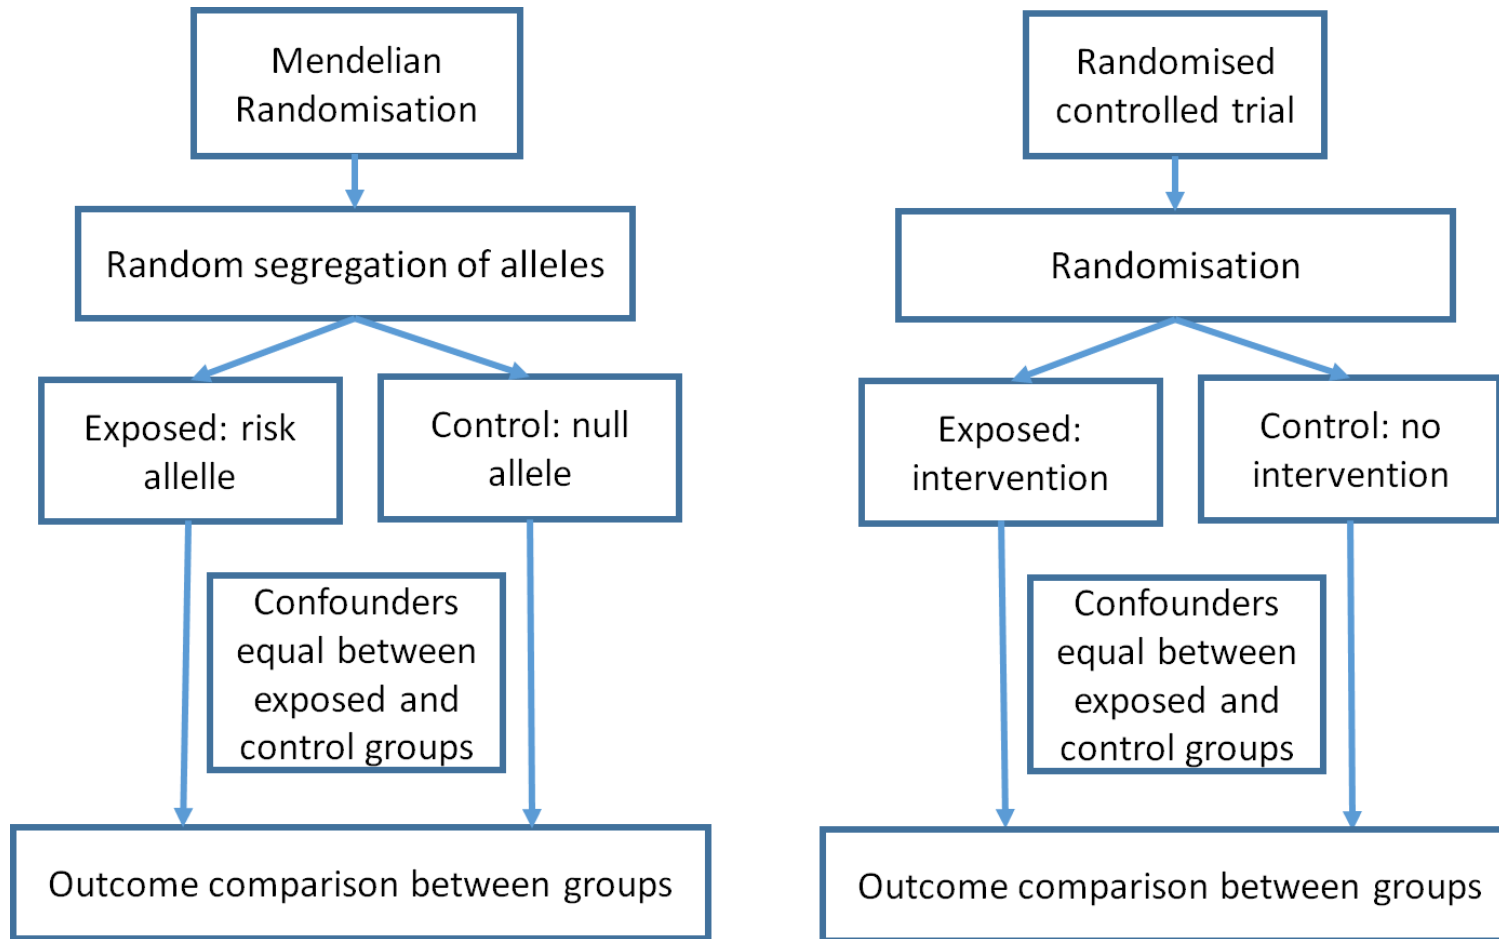 Mendelian
Randomisation
Random segregation of alleles
Exposed: risk
allelle
Control: null
allele
Confounders
equal between
exposed and
control groups
Outcome comparison between groups
Randomised
controlled trial
Randomisation
Exposed:
intervention
Control: no
intervention
Confounders
equal between
exposed and
control groups
Outcome comparison between groups